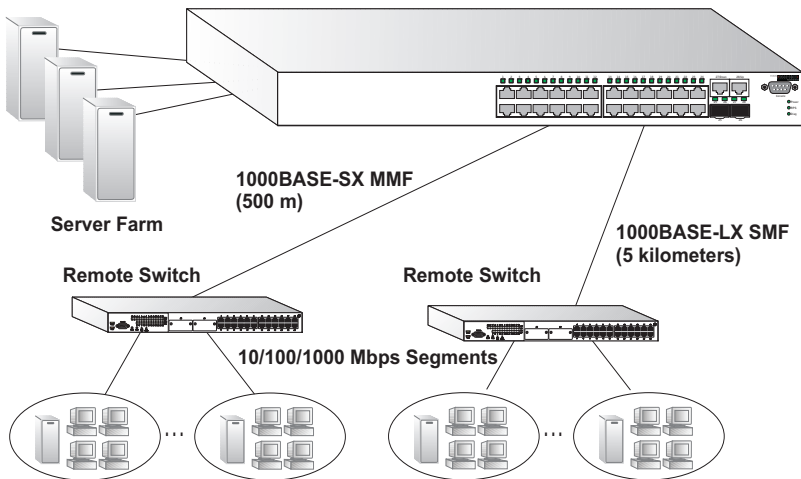 1000BASE-SX MMF
(500 m)
Server Farm
1000BASE-LX SMF
(5 kilometers)
Remote Switch
Remote Switch
10/100/1000 Mbps Segments
...
...